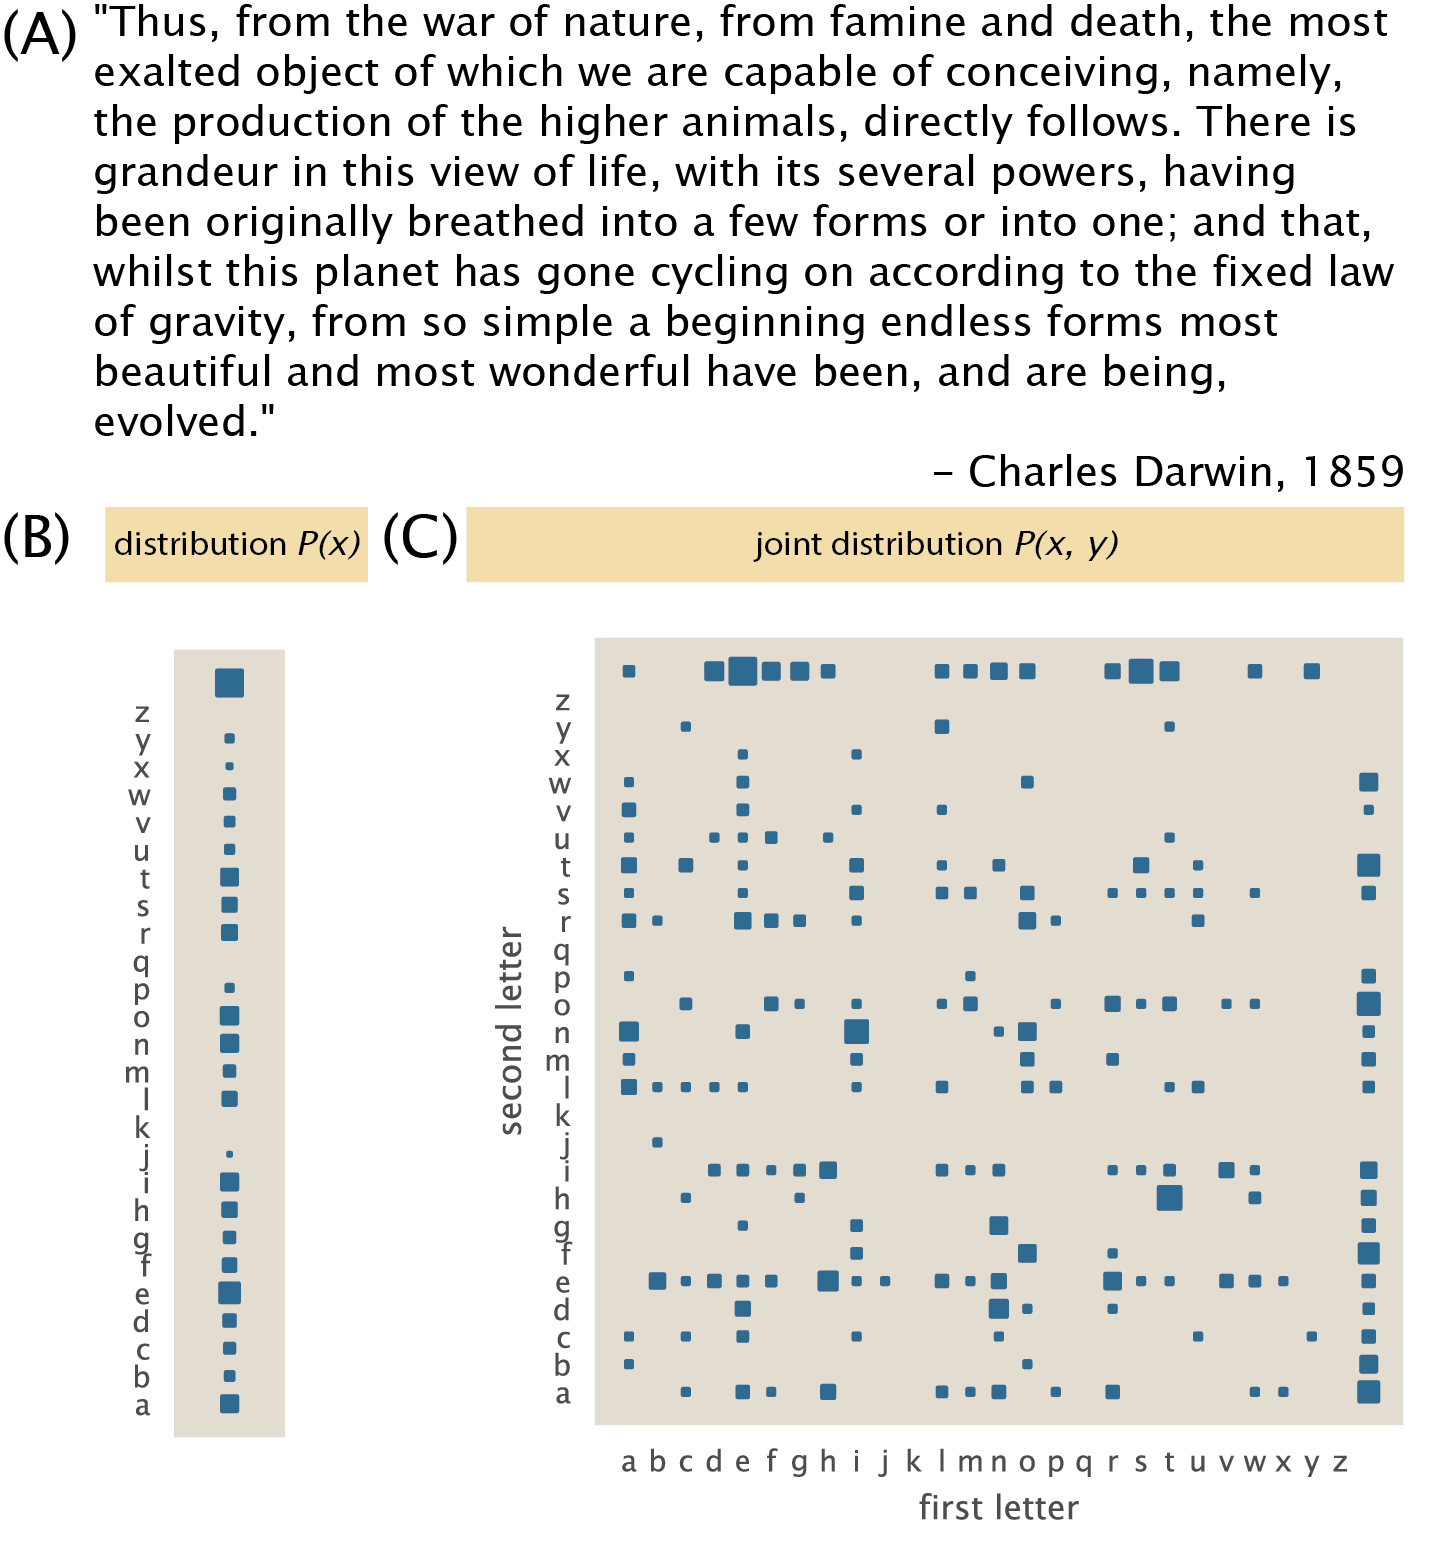 (A) "Thus, from the war of nature, from famine and death, the most
exalted object of which we are capable of conceiving, namely,
the production of the higher animals, directly follows. There is
grandeur in this view of life, with its several powers, having
been originally breathed into a few forms or into one; and that,
whilst this planet has gone cycling on according to the fixed law
of gravity, from so simple a beginning endless forms most
beautiful and most wonderful have been, and are being,
evolved."
– Charles Darwin, 1859
(B) distribution P(x)
z
y
x
w
v
u
t
s
r
q
p
o
n
m
l
k
j
i
h
g
f
e
d
c
b
a
(C) joint distribution P(x, y)
second letter
z
y
x
w
v
u
t
s
r
q
p
o
n
m
l
k
j
i
h
g
f
e
d
c
b
a
a b c d e f g h i j k l m n o p q r s t u v w x y z
first letter